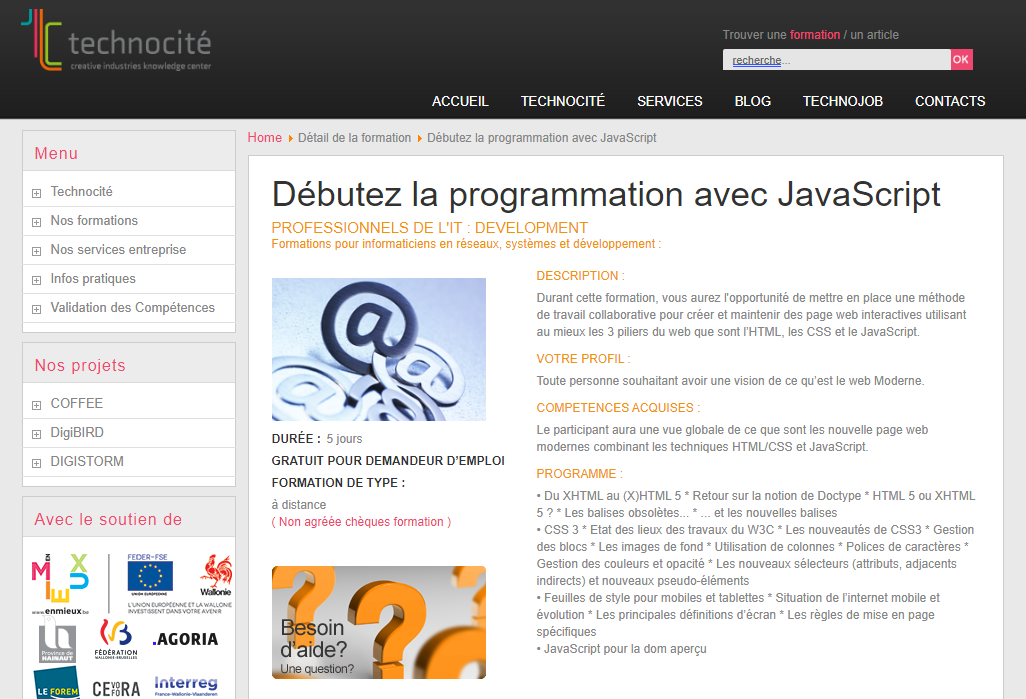 technocité
creative industries knowledge center
Trouver une formation / un article
recherche...
OK
ACCUEIL TECHNOCITÉ SERVICES BLOG TECHNOJOB CONTACTS
Home Détail de la formation Débutez la programmation avec JavaScript
Menu
Technocité
Nos formations
Nos services entreprise
Infos pratiques
Validation des Compétences
Nos projets
COFFEE
DigiBIRD
DIGISTORM
Avec le soutien de
EN
MIEUX
www.enmieux.be
FEDER-FSE
UNION EUROPÉENNE
Wallonie
L'UNION EUROPÉENNE ET LA WALLONIE
INVESTISSENT DANS VOTRE AVENIR
Province de
HAINAUT
FÉDÉRATION
WALLONIE-BRUXELLES
.AGORIA
LE FOREM
CEVORA
FORA
Interreg
France-Wallonie-Vlaanderen
Débutez la programmation avec JavaScript
PROFESSIONNELS DE L'IT : DEVELOPMENT
Formations pour informaticiens en réseaux, systèmes et développement :
DURÉE : 5 jours
GRATUIT POUR DEMANDEUR D'EMPLOI
FORMATION DE TYPE :
à distance
( Non agréée chèques formation )
Besoin
d'aide?
Une question?
DESCRIPTION :
Durant cette formation, vous aurez l'opportunité de mettre en place une méthode
de travail collaborative pour créer et maintenir des page web interactives utilisant
au mieux les 3 piliers du web que sont l'HTML, les CSS et le JavaScript.
VOTRE PROFIL :
Toute personne souhaitant avoir une vision de ce qu'est le web Moderne.
COMPETENCES ACQUISES :
Le participant aura une vue globale de ce que sont les nouvelle page web
modernes combinant les techniques HTML/CSS et JavaScript.
PROGRAMME :
• Du XHTML au (X)HTML 5 * Retour sur la notion de Doctype * HTML 5 ou XHTML
5 ? * Les balises obsolètes... * ... et les nouvelles balises
• CSS 3 * Etat des lieux des travaux du W3C * Les nouveautés de CSS3 * Gestion
des blocs * Les images de fond * Utilisation de colonnes * Polices de caractères *
Gestion des couleurs et opacité * Les nouveaux sélecteurs (attributs, adjacents
indirects) et nouveaux pseudo-éléments
• Feuilles de style pour mobiles et tablettes * Situation de l'internet mobile et
évolution * Les principales définitions d'écran * Les règles de mise en page
spécifiques
• JavaScript pour la dom aperçu